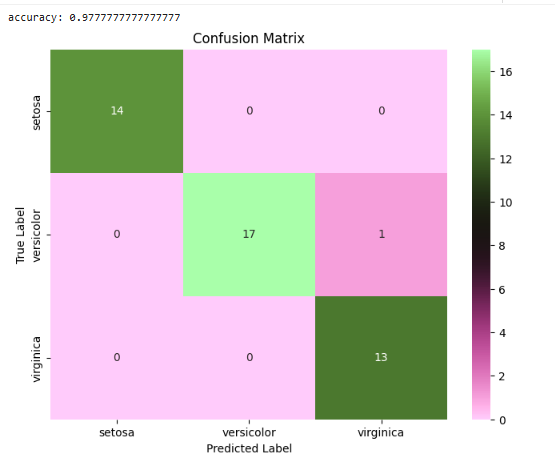 accuracy: 0.9777777777777777
Confusion Matrix
setosa 14 0 0
versicolor 0 17 1
virginica 0 0 13
True Label
setosa versicolor virginica
Predicted Label
16
14
12
10
8
6
4
2
0